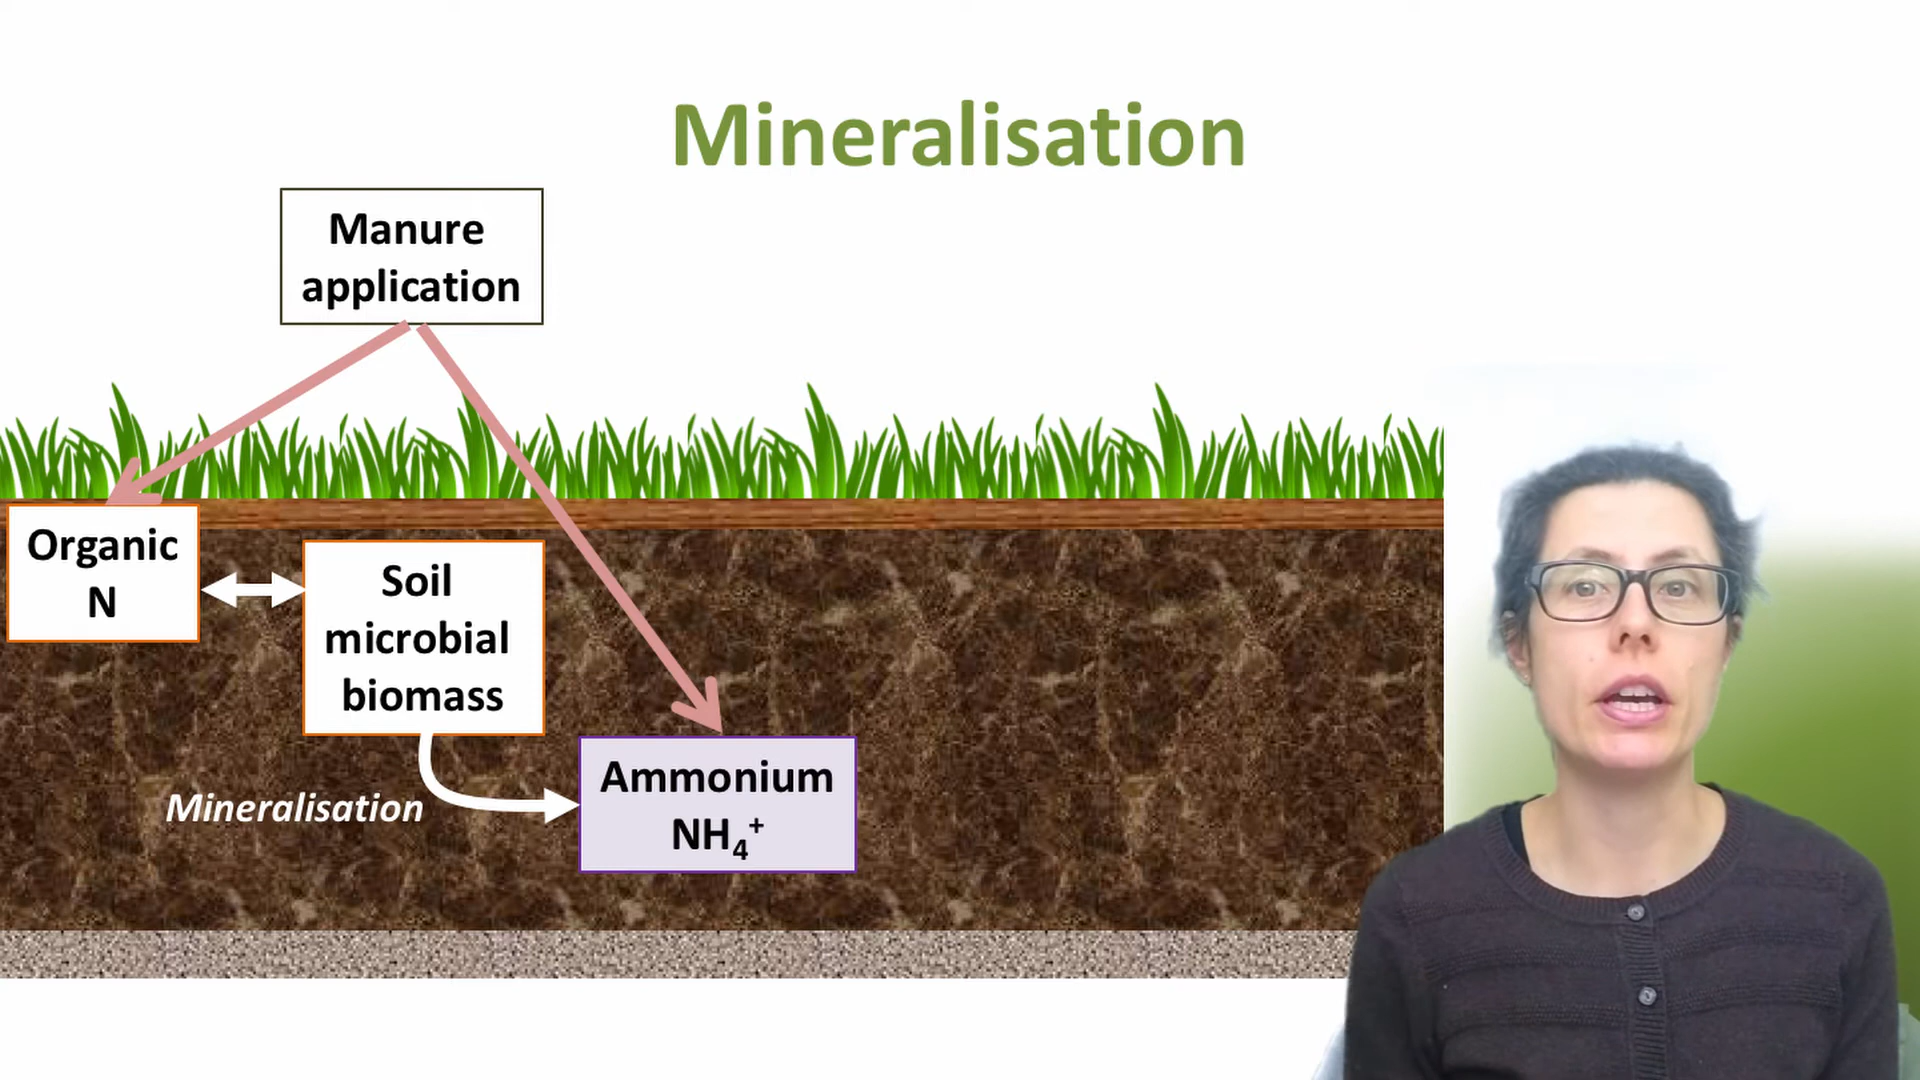 Mineralisation
Manure
application
Organic
N
Soil
microbial
biomass
Mineralisation
Ammonium
NH₄⁺